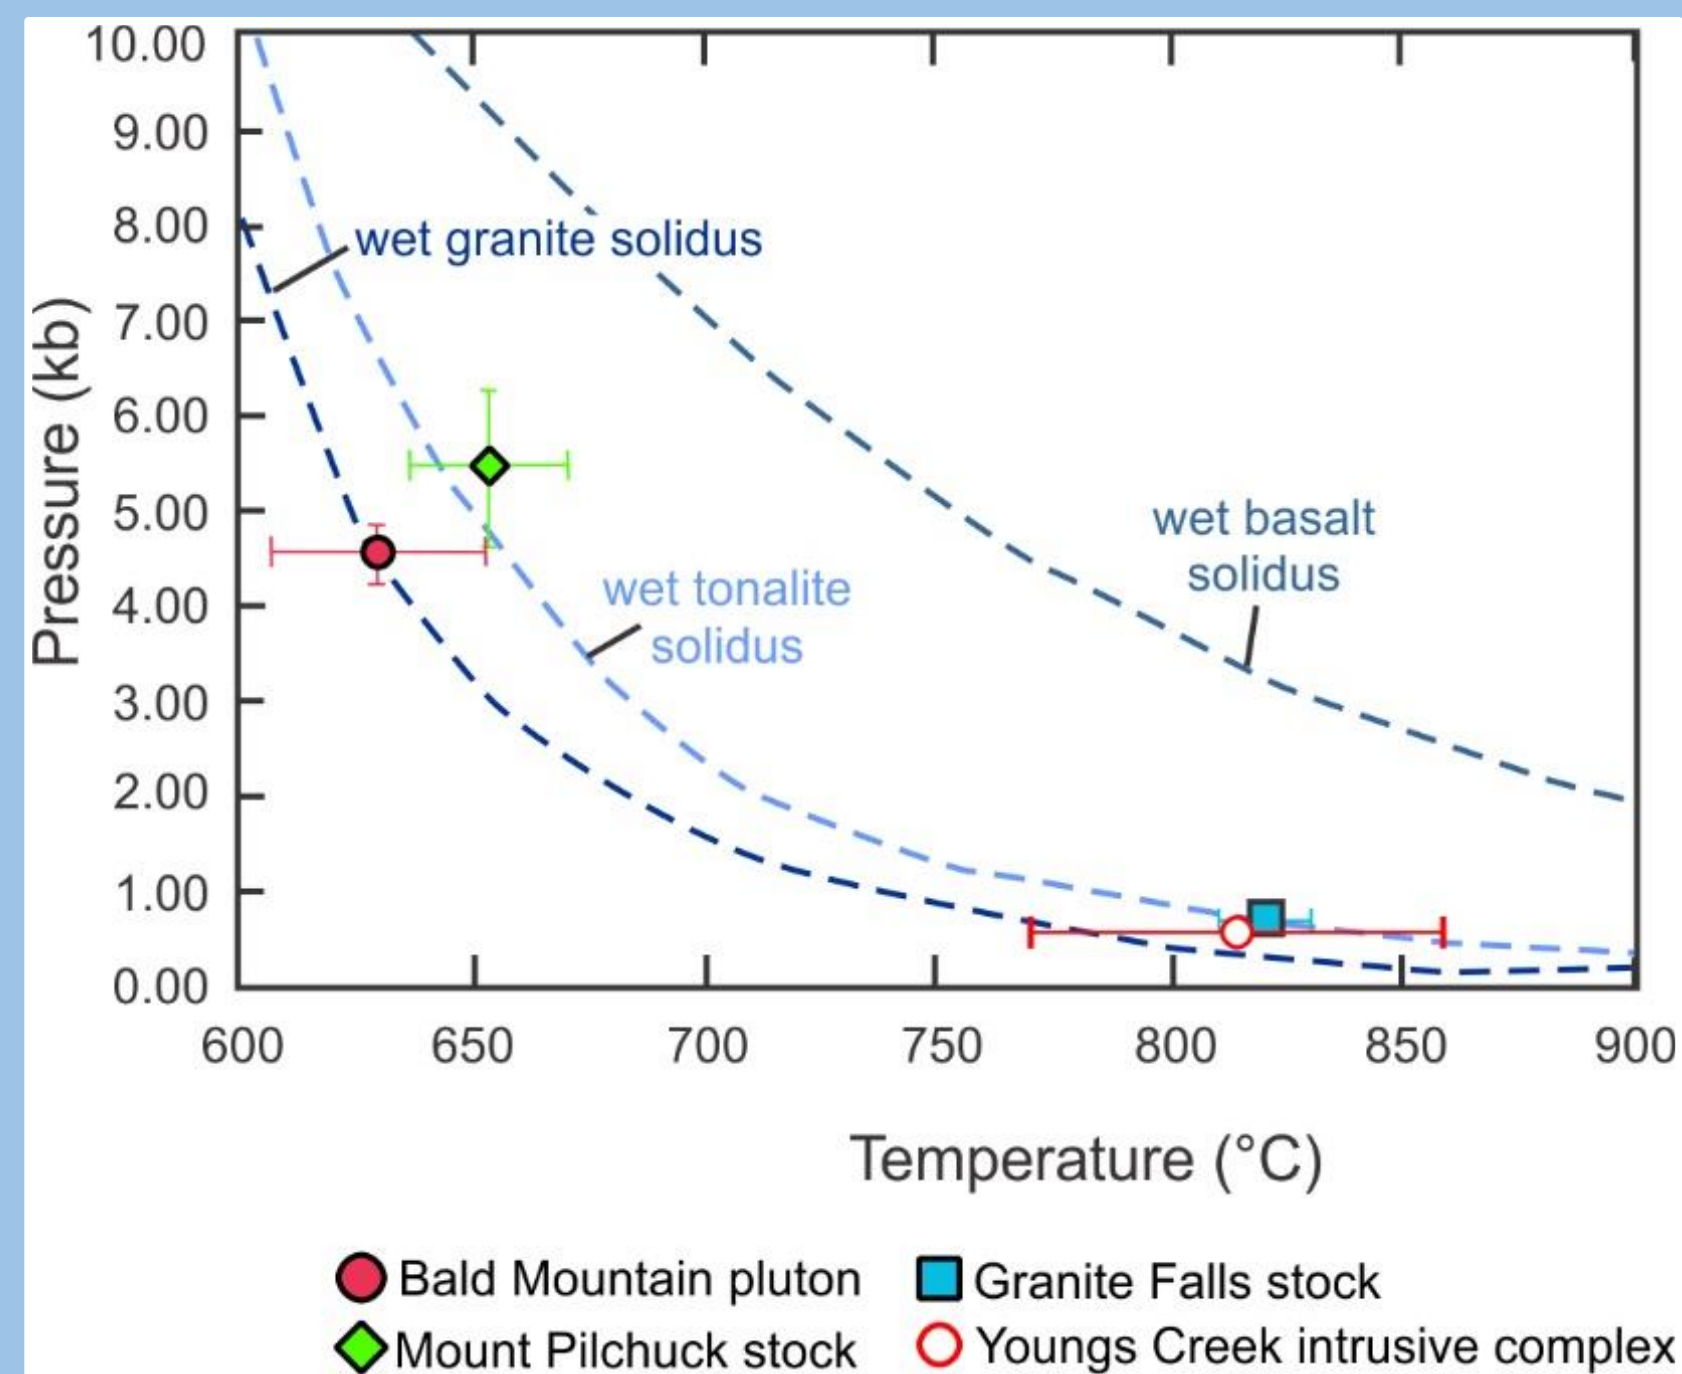 10.00
9.00
8.00
7.00
6.00
5.00
4.00
3.00
2.00
1.00
0.00
Pressure (kb)
wet granite solidus
wet basalt
solidus
wet tonalite
solidus
600 650 700 750 800 850 900
Temperature (°C)
Bald Mountain pluton
Granite Falls stock
Mount Pilchuck stock
Youngs Creek intrusive complex